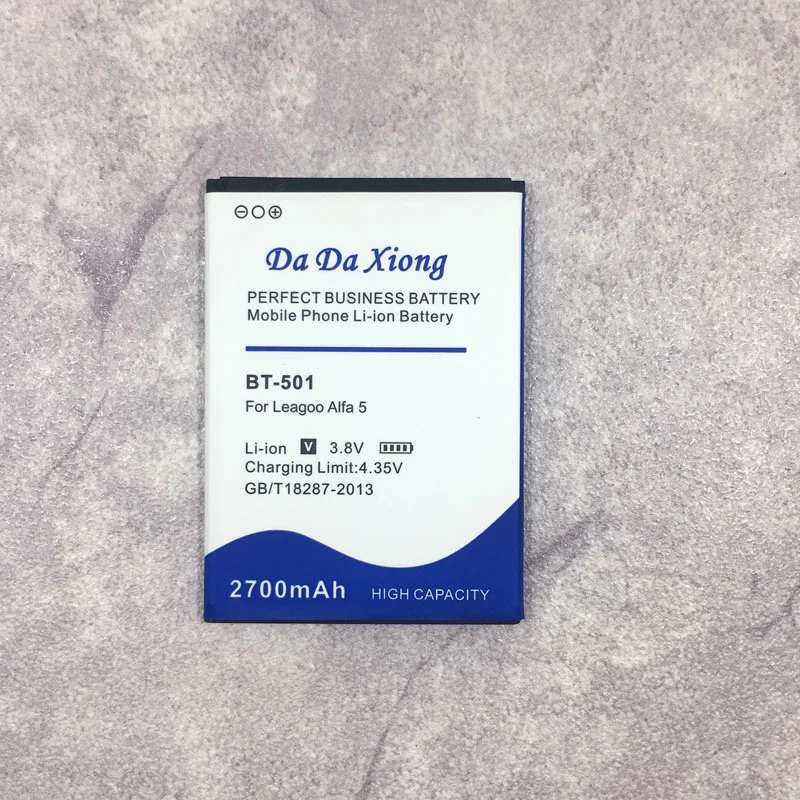 Da Da Xiong
PERFECT BUSINESS BATTERY
Mobile Phone Li-ion Battery
BT-501
For Leagoo Alfa 5
Li-ion V 3.8V
Charging Limit:4.35V
GB/T18287-2013
2700mAh HIGH CAPACITY